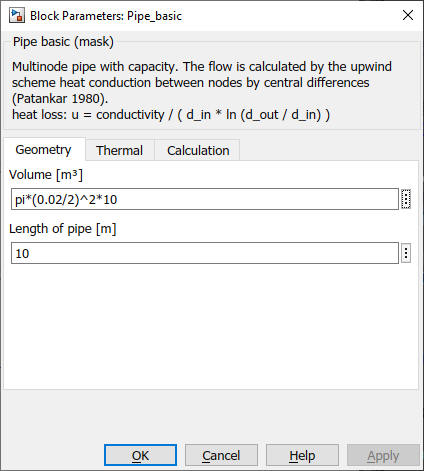 Block Parameters: Pipe_basic
Pipe basic (mask)
Multinode pipe with capacity. The flow is calculated by the upwind
scheme heat conduction between nodes by central differences
(Patankar 1980).
heat loss: u = conductivity / ( d_in * ln (d_out / d_in) )
Geometry Thermal Calculation
Volume [m³]
pi*(0.02/2)^2*10
Length of pipe [m]
10
OK Cancel Help Apply